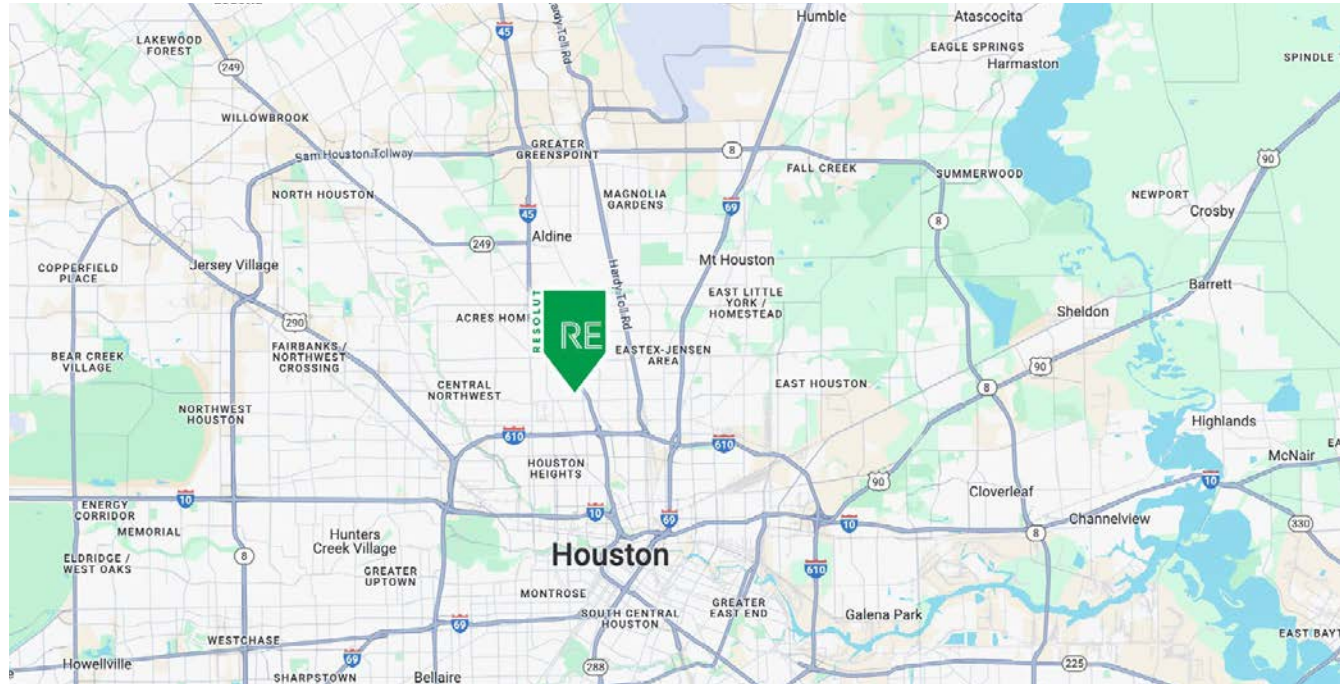 Humble
Atascocita
LAKEWOOD
FOREST
45
Hardy Toll Rd
EAGLE SPRINGS
Harmaston
249
SPINDLE
WILLOWBROOK
GREATER
GREENSPOINT
8
Sam Houston Tollway
FALL CREEK
SUMMERWOOD
90
NORTH HOUSTON
MAGNOLIA
GARDENS
NEWPORT
Crosby
69
45
8
249
Aldine
Mt Houston
COPPERFIELD
PLACE
Jersey Village
Hardy Toll Rd
EAST LITTLE
YORK /
HOMESTEAD
Barrett
Sheldon
RESOLUT
RE
ACRES HOM
290
FAIRBANKS /
NORTHWEST
CROSSING
EASTEX-JENSEN
AREA
BEAR CREEK
VILLAGE
90
CENTRAL
NORTHWEST
EAST HOUSTON
8
NORTHWEST
HOUSTON
Highlands
610
610
McNair
HOUSTON
HEIGHTS
90
Cloverleaf
10
10
ENERGY
CORRIDOR
MEMORIAL
10
69
10
Channelview
330
Hunters
Creek Village
8
8
ELDRIDGE /
WEST OAKS
Houston
GREATER
UPTOWN
610
MONTROSE
GREATER
EAST END
SOUTH CENTRAL
HOUSTON
Galena Park
69
WESTCHASE
EAST BAYT
69
Howellville
288
225
SHARPSTOWN
Bellaire